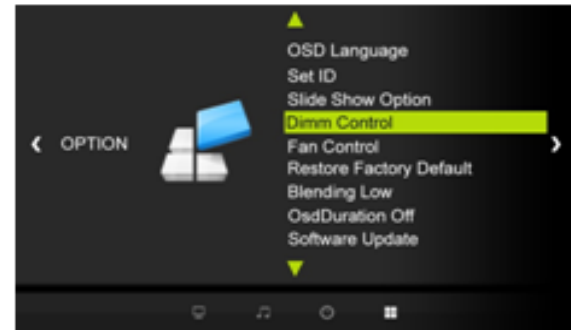 OSD Language
Set ID
Slide Show Option
Dimm Control
OPTION
Fan Control
Restore Factory Default
Blending Low
OsdDuration Off
Software Update